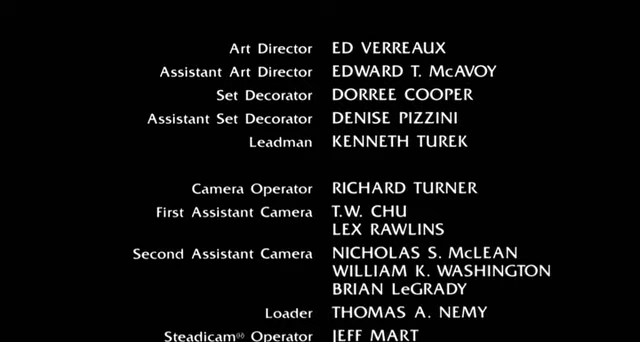 Art Director ED VERREAUX
Assistant Art Director EDWARD T. McAVOY
Set Decorator DORREE COOPER
Assistant Set Decorator DENISE PIZZINI
Leadman KENNETH TUREK
Camera Operator RICHARD TURNER
First Assistant Camera T.W. CHU
LEX RAWLINS
Second Assistant Camera NICHOLAS S. McLEAN
WILLIAM K. WASHINGTON
BRIAN LeGRADY
Loader THOMAS A. NEMY
Steadicam® Operator JEFF MART